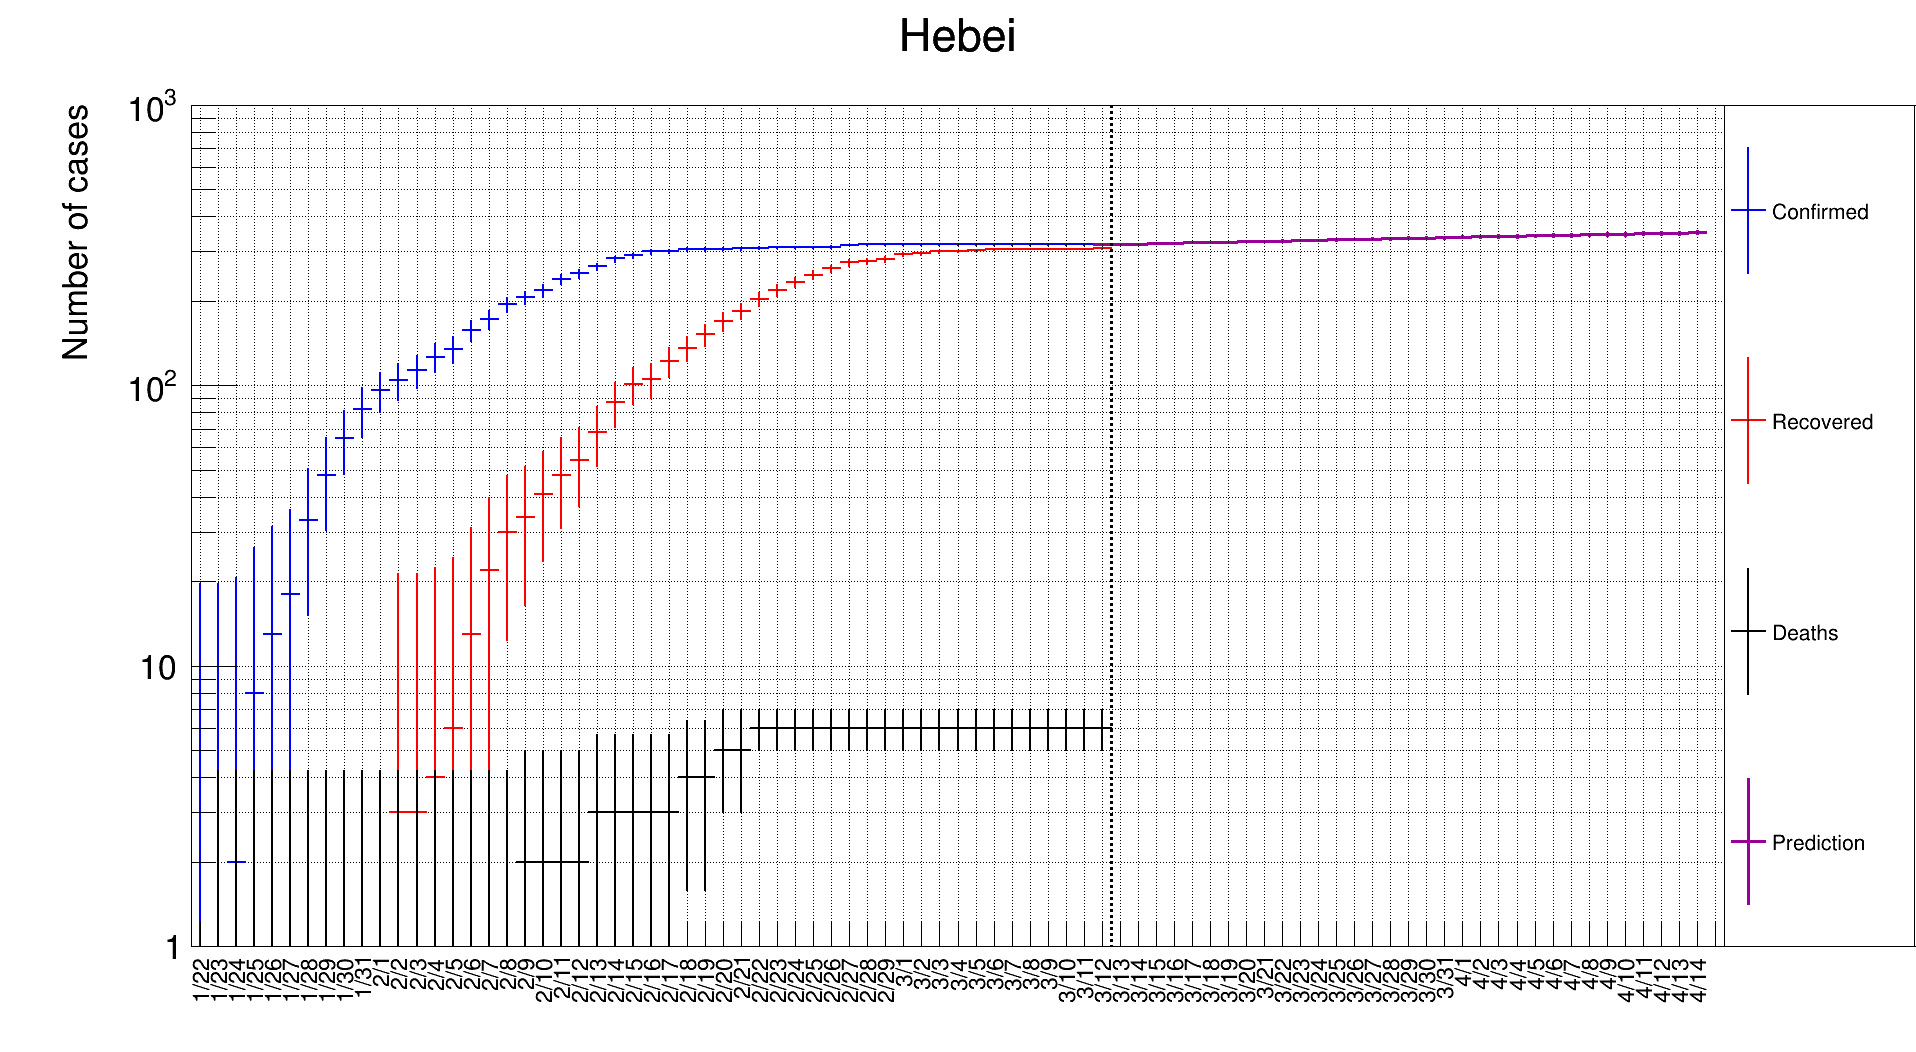 Hebei
Number of cases
10³
10²
10
1
1/22 1/23 1/24 1/25 1/26 1/27 1/28 1/29 1/30 1/31 2/1 2/2 2/3 2/4 2/5 2/6 2/7 2/8 2/9 2/10 2/11 2/12 2/13 2/14 2/15 2/16 2/17 2/18 2/19 2/20 2/21 2/22 2/23 2/24 2/25 2/26 2/27 2/28 2/29 3/1 3/2 3/3 3/4 3/5 3/6 3/7 3/8 3/9 3/10 3/11 3/12 3/13 3/14 3/15 3/16 3/17 3/18 3/19 3/20 3/21 3/22 3/23 3/24 3/25 3/26 3/27 3/28 3/29 3/30 3/31 4/1 4/2 4/3 4/4 4/5 4/6 4/7 4/8 4/9 4/10 4/11 4/12 4/13 4/14
Confirmed
Recovered
Deaths
Prediction